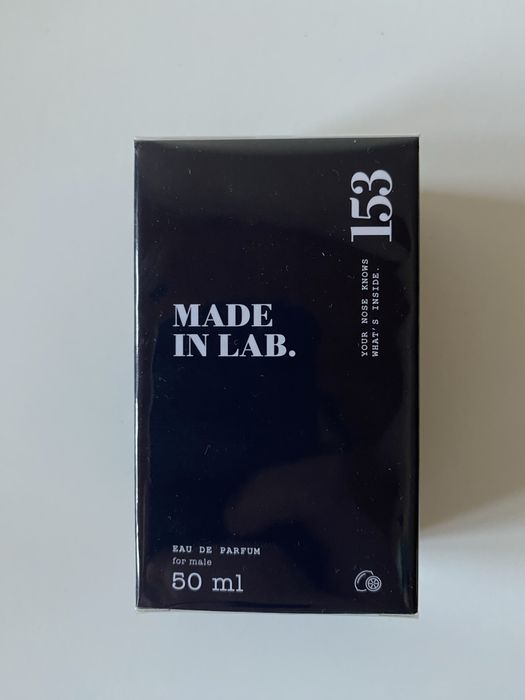 153
YOUR NOSE KNOWS
WHAT'S INSIDE.
MADE
IN LAB.
EAU DE PARFUM
for male
50 ml